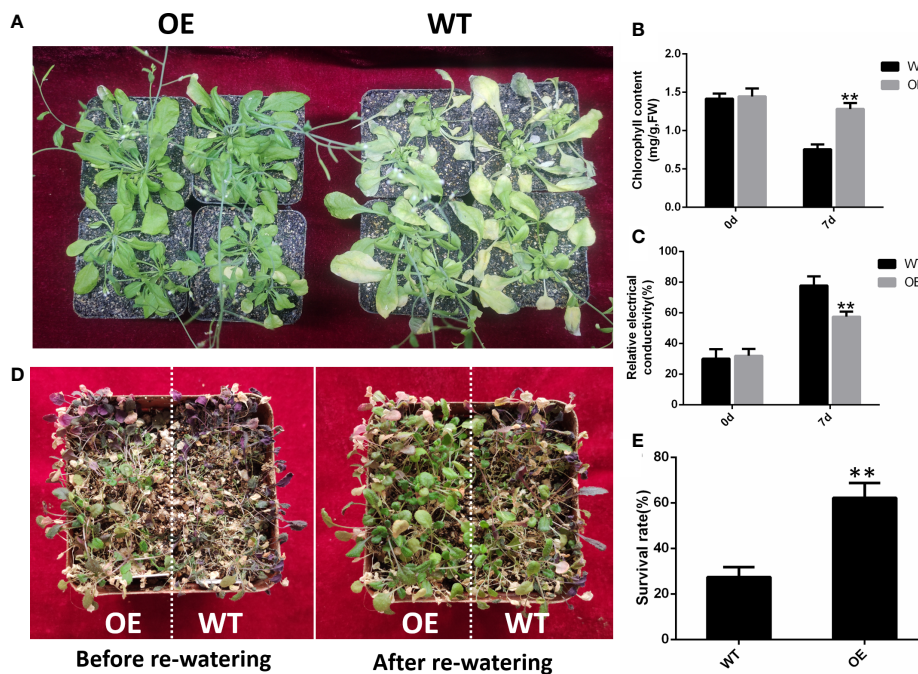 A
OE
WT
B
Chlorophyll content
(mg/g,FW)
2.0
1.5
1.0
0.5
0.0
**
0d
7d
C
Relative electrical
conductivity(%)
100
80
60
40
20
0
**
0d
7d
WT
OE
D
OE
WT
OE
WT
Before re-watering
After re-watering
E
Survival rate(%)
80
60
40
20
0
**
WT
OE